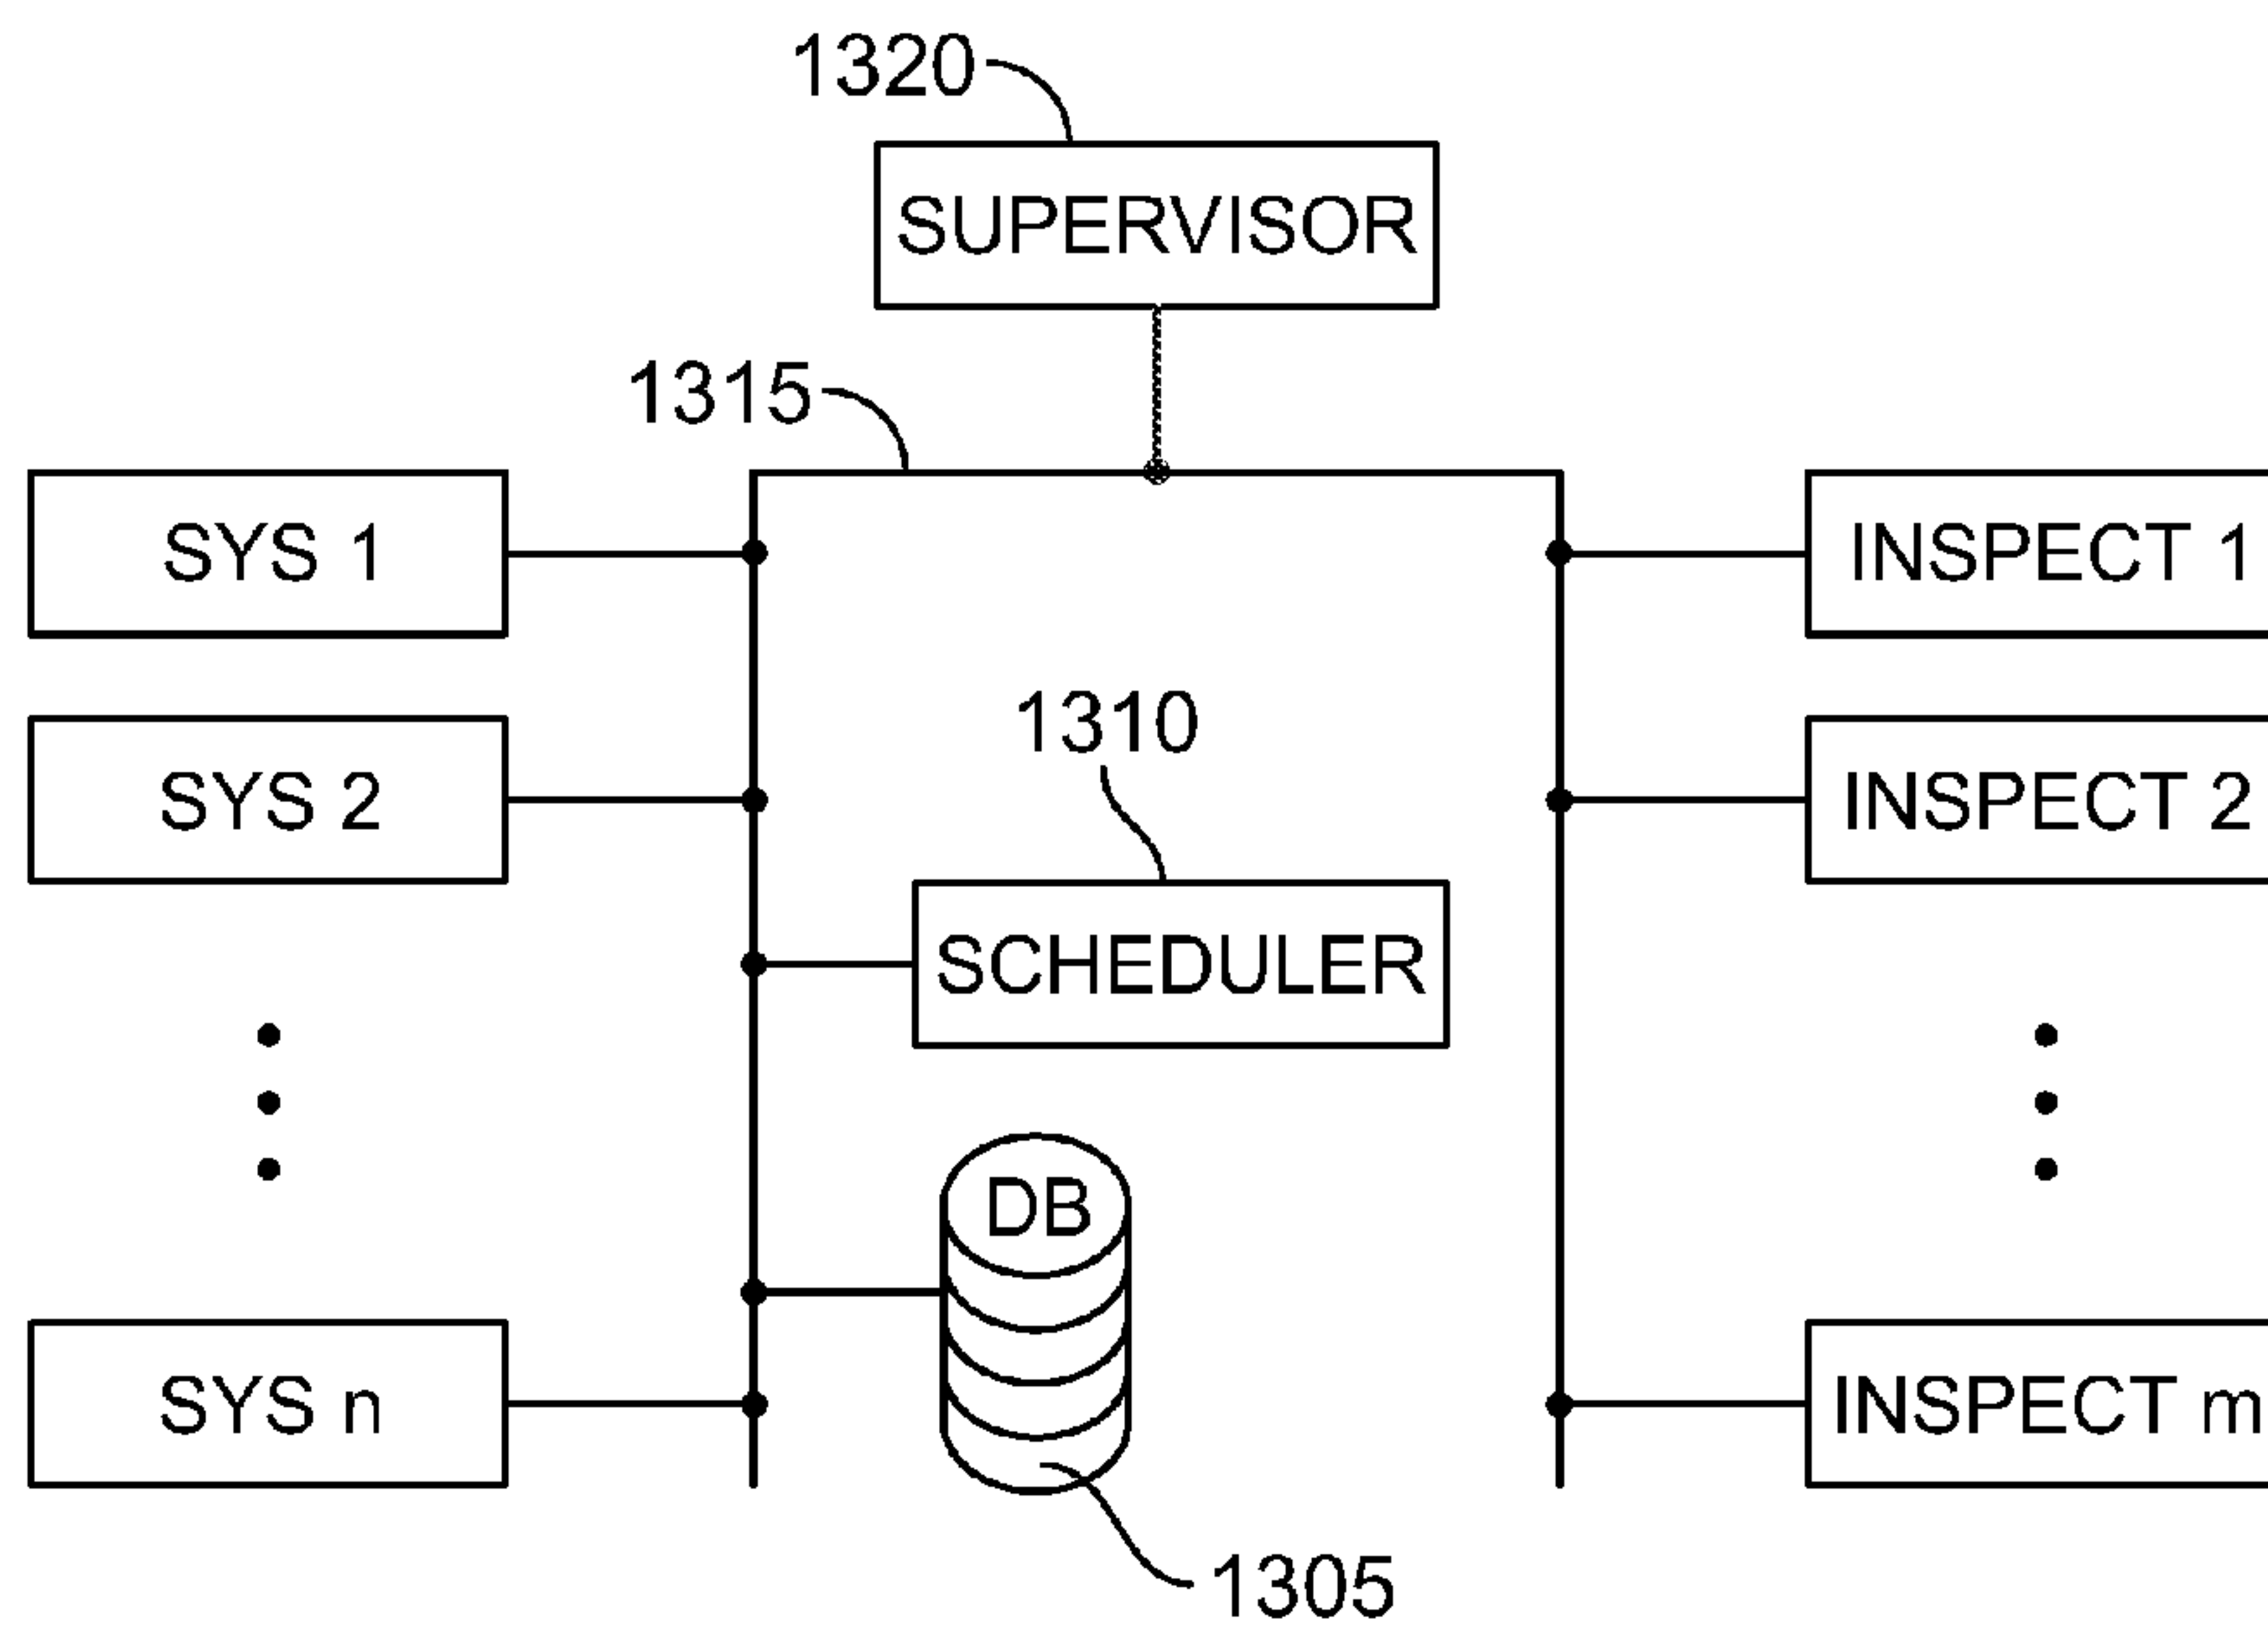 1320
SUPERVISOR
1315
SYS 1
INSPECT 1
1310
SYS 2
INSPECT 2
SCHEDULER
DB
SYS n
INSPECT m
1305